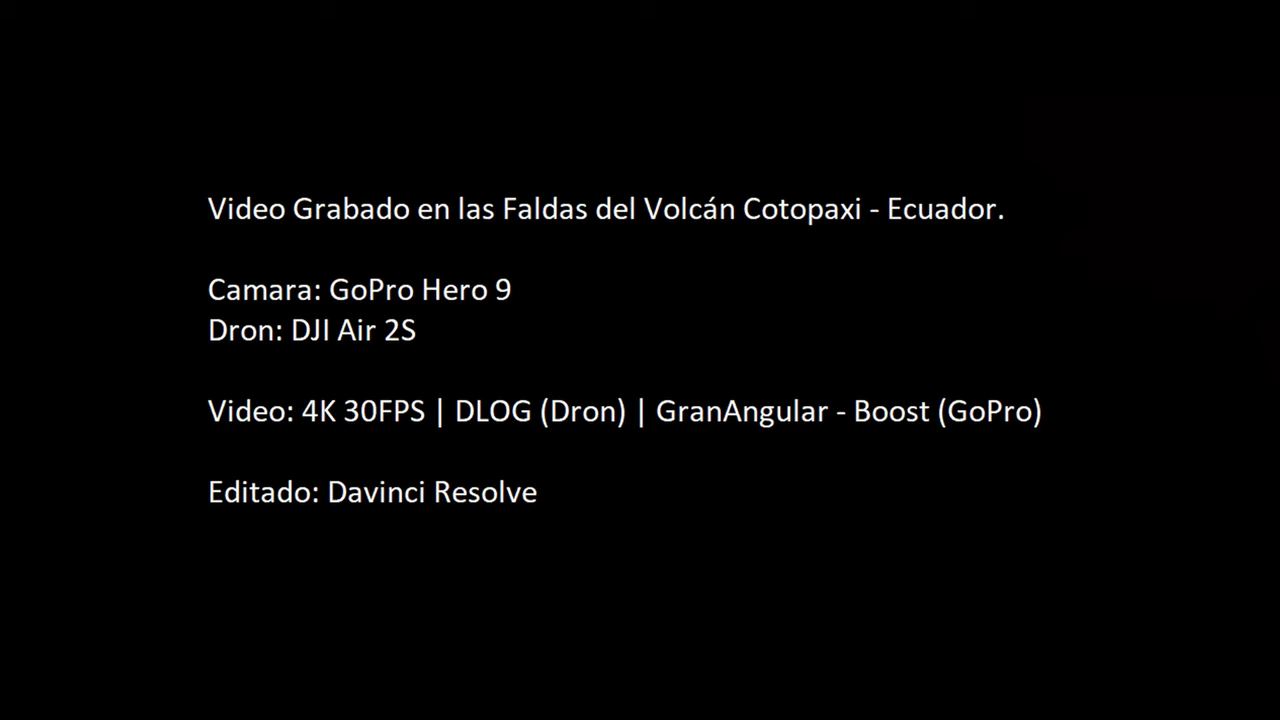 Video Grabado en las Faldas del Volcán Cotopaxi - Ecuador.
Camara: GoPro Hero 9
Dron: DJI Air 2S
Video: 4K 30FPS | DLOG (Dron) | GranAngular - Boost (GoPro)
Editado: Davinci Resolve